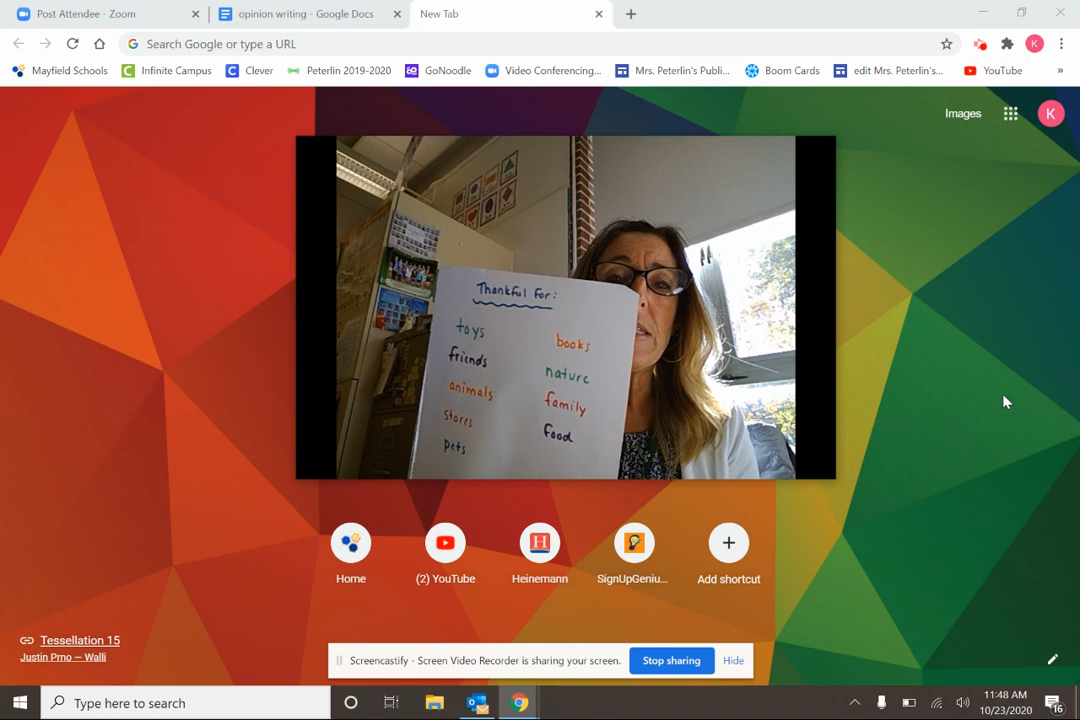 Post Attendee - Zoom
opinion writing - Google Docs
New Tab
Search Google or type a URL
K
Mayfield Schools
Infinite Campus
Clever
Peterlin 2019-2020
GoNoodle
Video Conferencing...
Mrs. Peterlin's Publi...
Boom Cards
edit Mrs. Peterlin's...
YouTube
»
Images
K
Thankful For:
toys
books
friends
nature
animals
family
stores
Food
pets
Home
(2) YouTube
Heinemann
SignUpGeniu...
Add shortcut
Tessellation 15
Justin Prno — Walli
Screencastify - Screen Video Recorder is sharing your screen.
Stop sharing
Hide
Type here to search
11:48 AM
10/23/2020
16